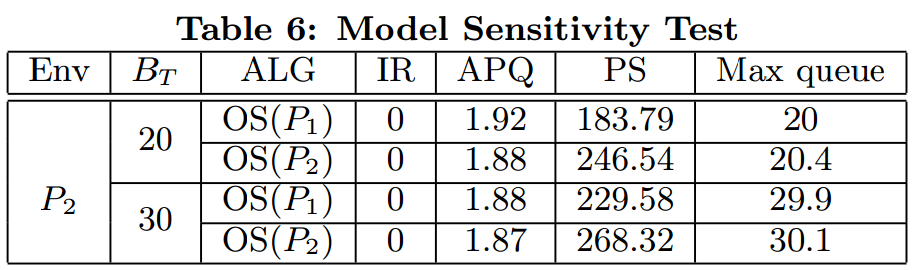 Table 6: Model Sensitivity Test
Env B_T ALG IR APQ PS Max queue
P_2 20 OS(P_1) 0 1.92 183.79 20
OS(P_2) 0 1.88 246.54 20.4
30 OS(P_1) 0 1.88 229.58 29.9
OS(P_2) 0 1.87 268.32 30.1